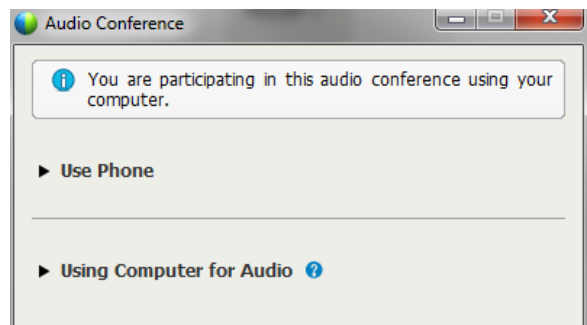 Audio Conference
You are participating in this audio conference using your
computer.
Use Phone
Using Computer for Audio